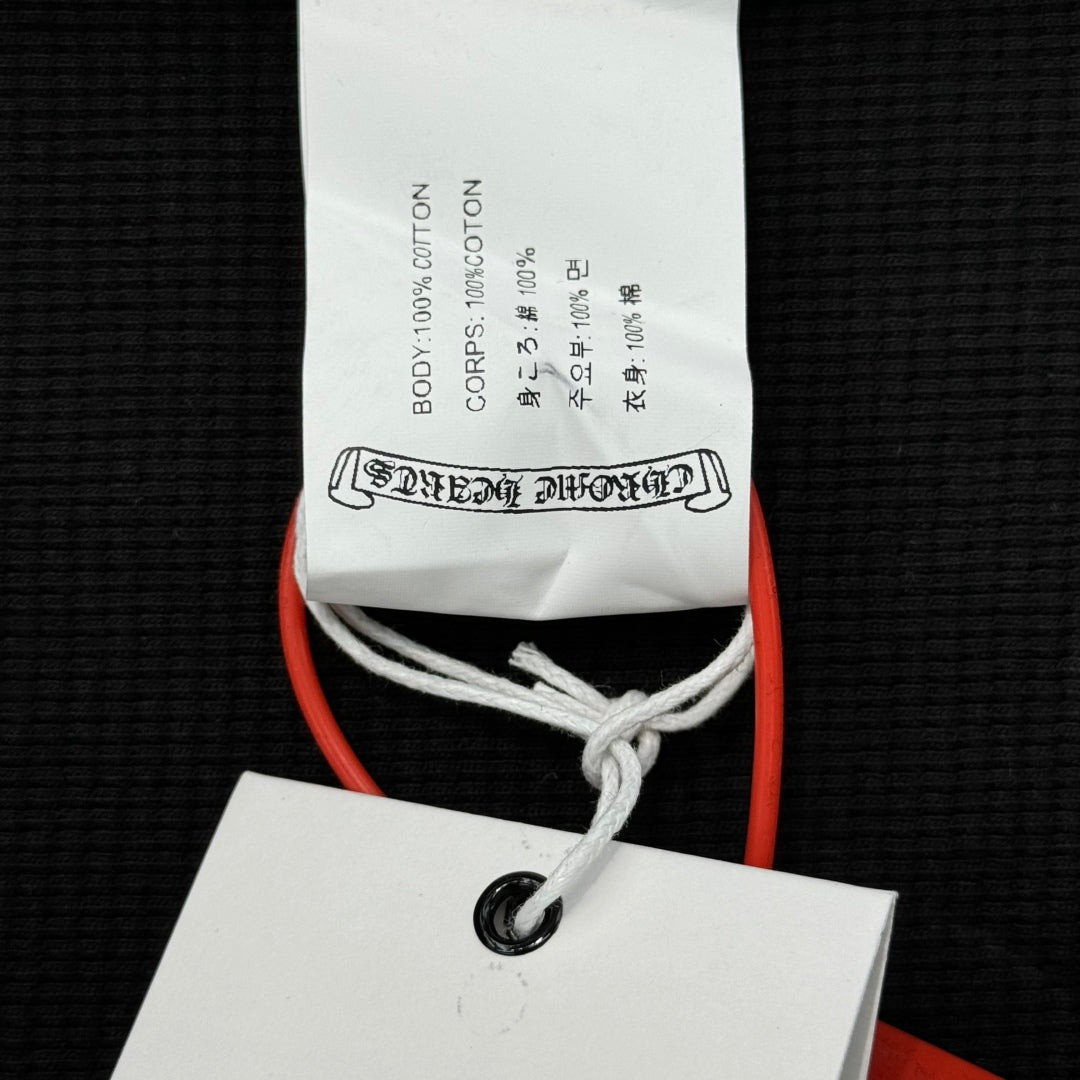 BODY:100% COTTON
CORPS: 100%COTON
身ころ:綿 100%
주요부:100% 면
衣身: 100% 棉
CHROME HEARTS